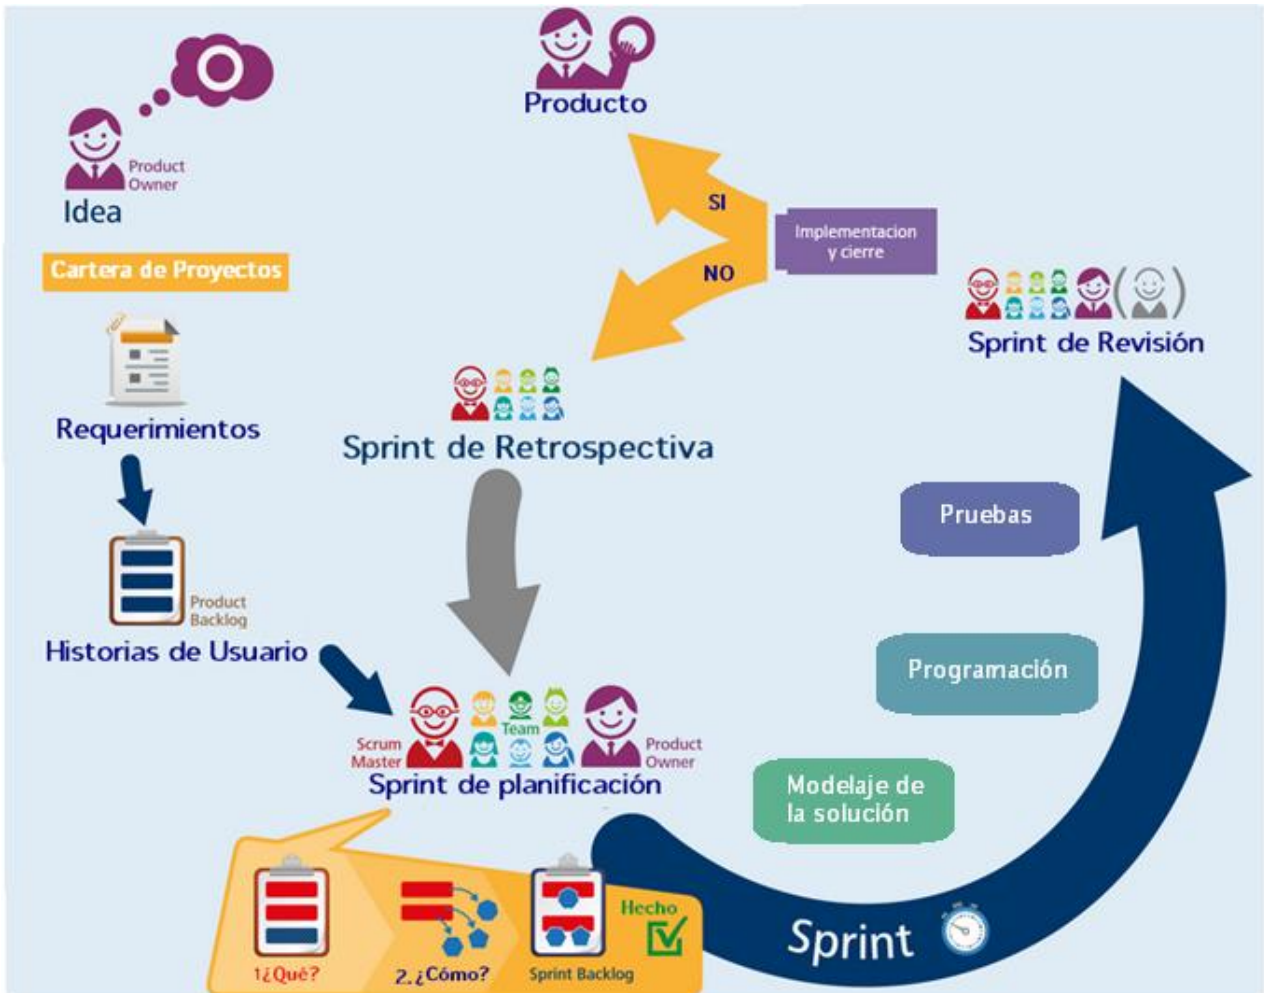 Producto
Product
Owner
Idea
Cartera de Proyectos
SI
NO
Implementacion
y cierre
Sprint de Revisión
Requerimientos
Sprint de Retrospectiva
Product
Backlog
Historias de Usuario
Pruebas
Programación
Scrum
Master
Team
Product
Owner
Sprint de planificación
Modelaje de
la solución
1¿Qué?
2.¿Cómo?
Sprint Backlog
Hecho
Sprint